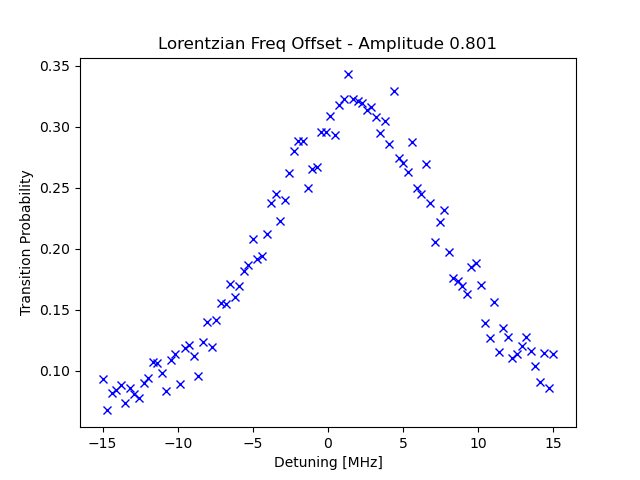 Lorentzian Freq Offset - Amplitude 0.801
Transition Probability
0.35
0.30
0.25
0.20
0.15
0.10
−15 −10 −5 0 5 10 15
Detuning [MHz]